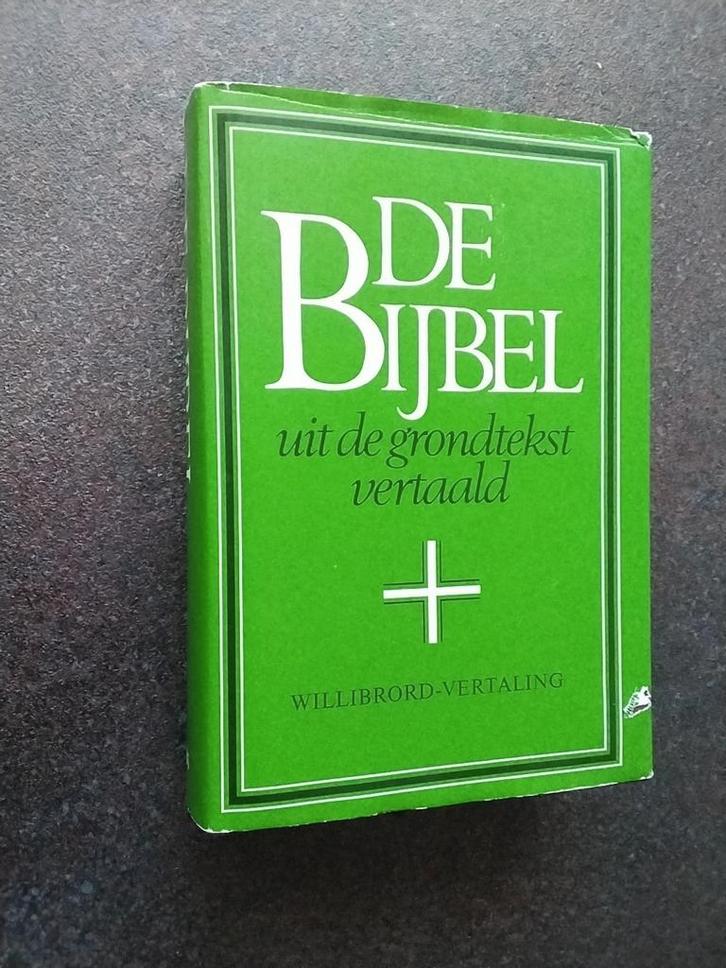 DE
BIJBEL
uit de grondtekst
vertaald
WILLIBRORD-VERTALING